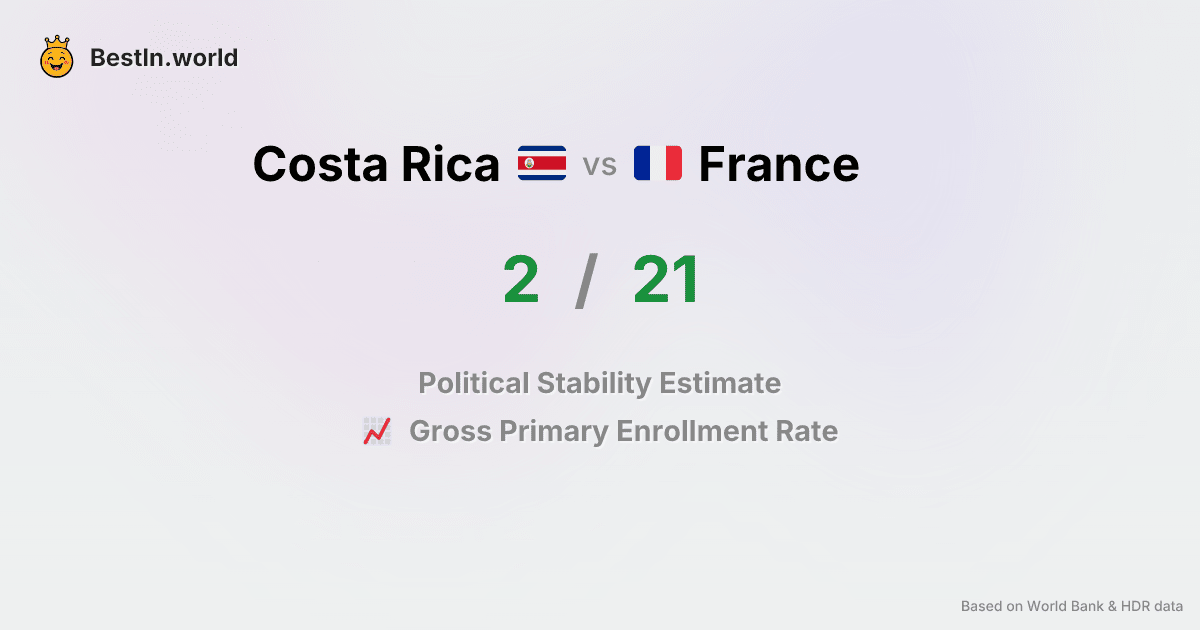 BestIn.world
Costa Rica vs France
2 / 21
Political Stability Estimate
Gross Primary Enrollment Rate
Based on World Bank & HDR data